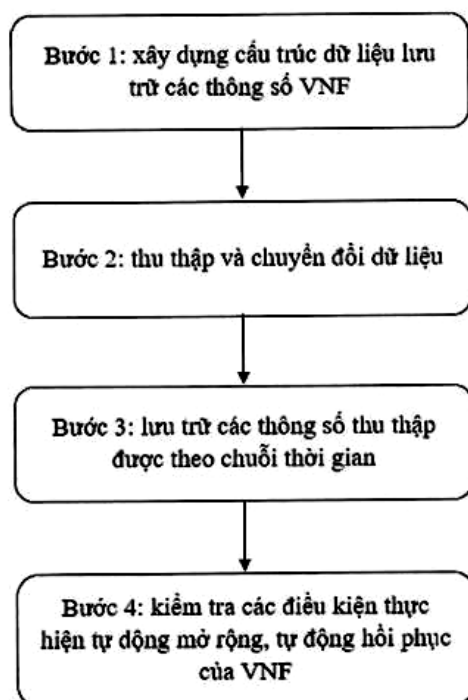 Bước 1: xây dựng cấu trúc dữ liệu lưu
trữ các thông số VNF
Bước 2: thu thập và chuyển đổi dữ liệu
Bước 3: lưu trữ các thông số thu thập
được theo chuỗi thời gian
Bước 4: kiểm tra các điều kiện thực
hiện tự động mở rộng, tự động hồi phục
của VNF